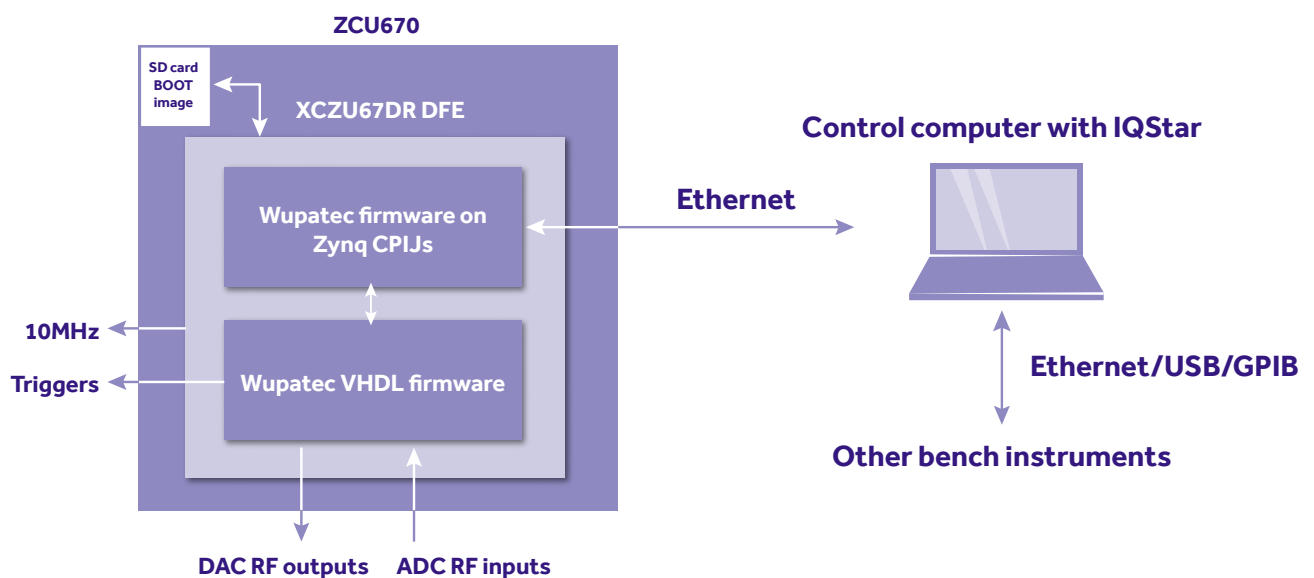 ZCU670
SD card
BOOT
image
XCZU67DR DFE
Wupatec firmware on
Zynq CPIJs
Wupatec VHDL firmware
10MHz
Triggers
DAC RF outputs
ADC RF inputs
Ethernet
Control computer with IQStar
Ethernet/USB/GPIB
Other bench instruments